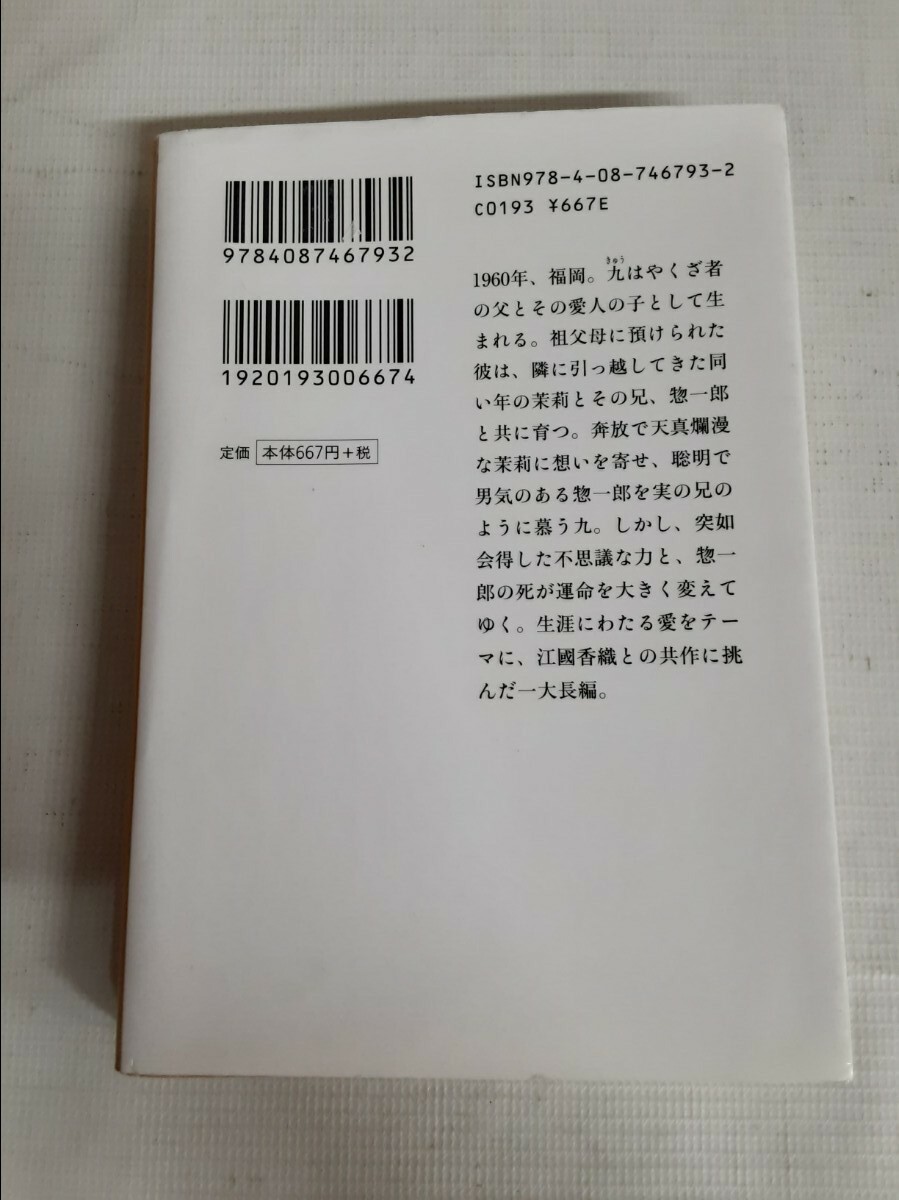 9784087467932
1920193006674
定価 本体667円+税
ISBN978-4-08-746793-2
C0193 ¥667E
きゅう
1960年、福岡。九はやくざ者
の父とその愛人の子として生
まれる。祖父母に預けられた
彼は、隣に引っ越してきた同
い年の茉莉とその兄、惣一郎
と共に育つ。奔放で天真爛漫
な茉莉に想いを寄せ、聡明で
男気のある惣一郎を実の兄の
ように慕う九。しかし、突如
会得した不思議な力と、惣一
郎の死が運命を大きく変えて
ゆく。生涯にわたる愛をテー
マに、江國香織との共作に挑
んだ一大長編。